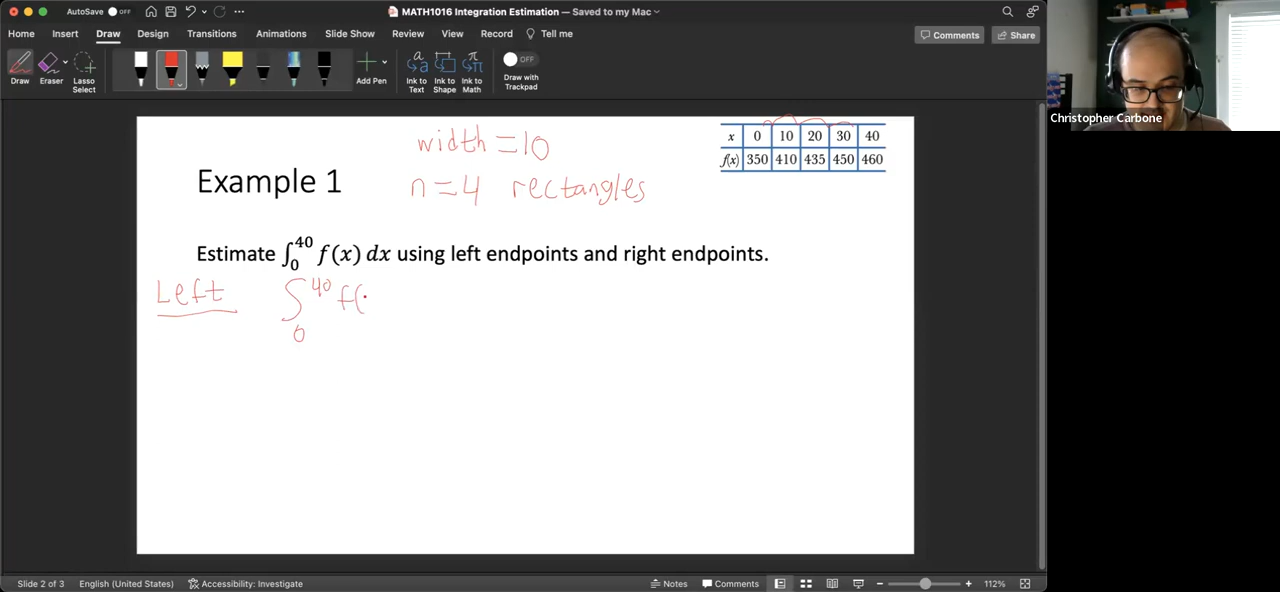 AutoSave OFF MATH1016 Integration Estimation — Saved to my Mac
Home Insert Draw Design Transitions Animations Slide Show Review View Record Tell me Comments Share
Draw Eraser Lasso Select Add Pen Ink to Text Ink to Shape Ink to Math OFF Draw with Trackpad
Christopher Carbone
width = 10
x 0 10 20 30 40
f(x) 350 410 435 450 460
Example 1
n = 4 rectangles
Estimate ∫₀⁴⁰ f(x) dx using left endpoints and right endpoints.
Left ∫₀⁴⁰ f(
Slide 2 of 3 English (United States) Accessibility: Investigate Notes Comments 112%